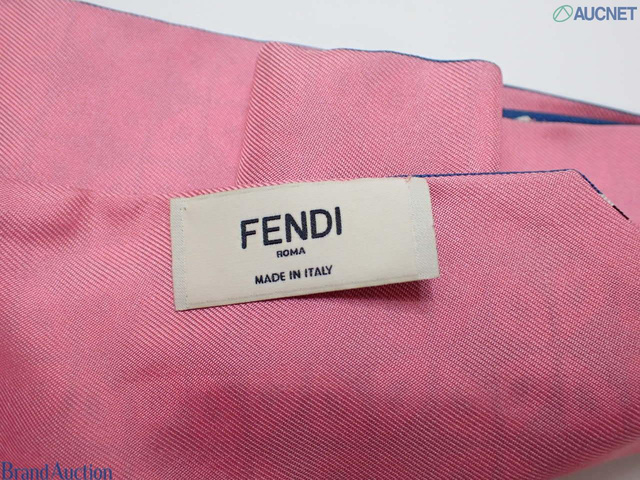 AUCNET
FENDI
ROMA
MADE IN ITALY
Brand Auction